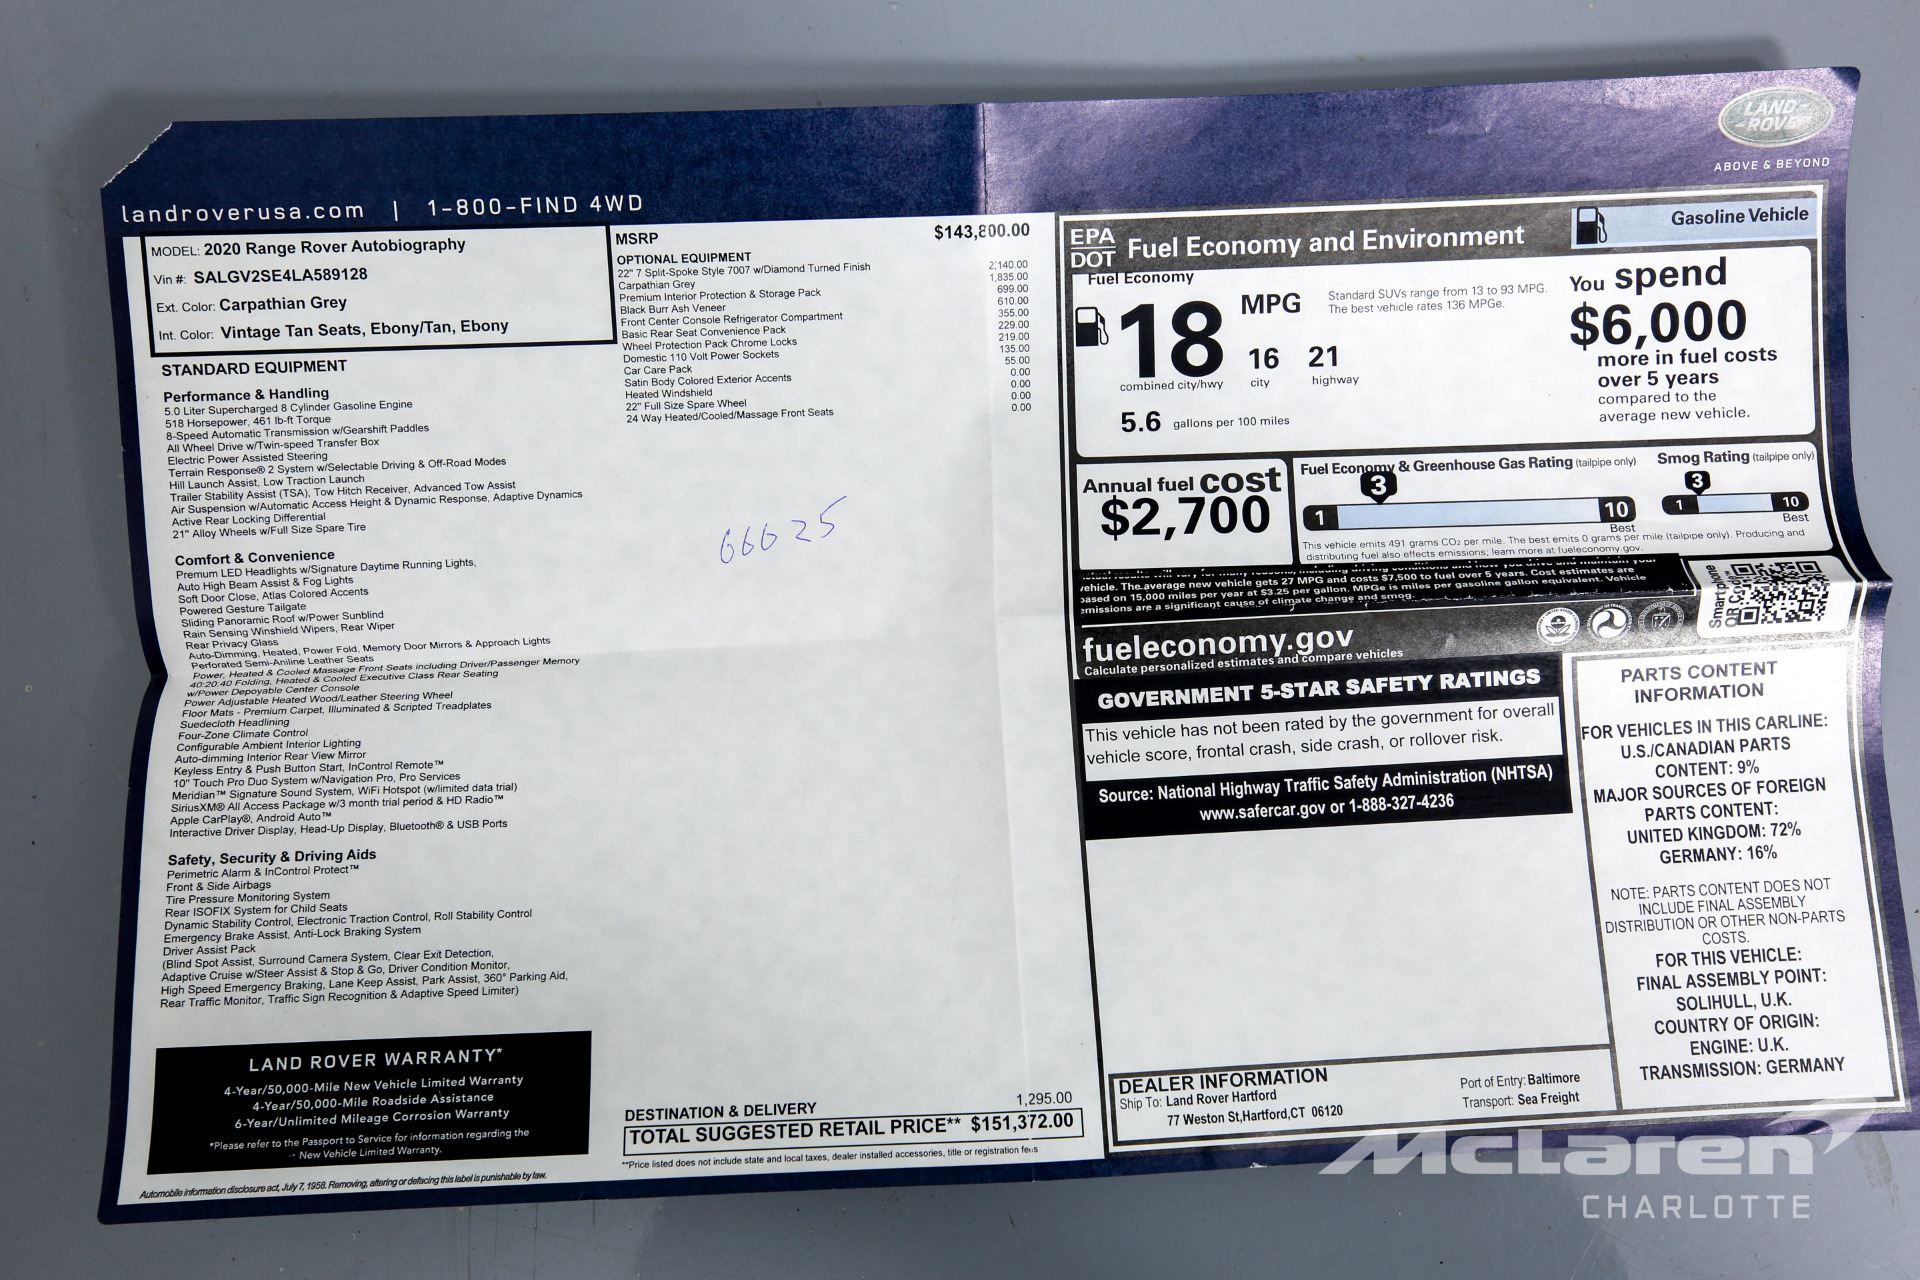 LAND
ROVER
ABOVE & BEYOND
landroverusa.com | 1-800-FIND 4WD
MODEL: 2020 Range Rover Autobiography
Vin #: SALGV2SE4LA589128
Ext. Color: Carpathian Grey
Int. Color: Vintage Tan Seats, Ebony/Tan, Ebony
STANDARD EQUIPMENT
Performance & Handling
5.0 Liter Supercharged 8 Cylinder Gasoline Engine
518 Horsepower, 461 lb-ft Torque
8-Speed Automatic Transmission w/Gearshift Paddles
All Wheel Drive w/Twin-speed Transfer Box
Electric Power Assisted Steering
Terrain Response® 2 System w/Selectable Driving & Off-Road Modes
Hill Launch Assist, Low Traction Launch
Trailer Stability Assist (TSA), Tow Hitch Receiver, Advanced Tow Assist
Air Suspension w/Automatic Access Height & Dynamic Response, Adaptive Dynamics
Active Rear Locking Differential
21" Alloy Wheels w/Full Size Spare Tire
Comfort & Convenience
Premum LED Headlights w/Signature Daytime Running Lights,
Auto High Beam Assist & Fog Lights
Soft Door Close, Atlas Colored Accents
Powered Gesture Tailgate
Sliding Panoramic Roof w/Power Sunblind
Rain Sensing Winshield Wipers, Rear Wiper
Rear Privacy Glass
Auto-Dimming, Heated, Power Fold, Memory Door Mirrors & Approach Lights
Perforated Semi-Aniline Leather Seats
Power, Heated & Cooled Massage Front Seats including Driver/Passenger Memory
40:20:40 Folding, Heated & Cooled Executive Class Rear Seating
w/Power Depoyable Center Console
Power Adjustable Heated Wood/Leather Steering Wheel
Floor Mats - Premium Carpet, Illuminated & Scripted Treadplates
Suedecloth Headlining
Four-Zone Climate Control
Configurable Ambient Interior Lighting
Auto-dimming Interior Rear View Mirror
Keyless Entry & Push Button Start, InControl Remote™
10" Touch Pro Duo System w/Navigation Pro, Pro Services
Meridian™ Signature Sound System, WiFi Hotspot (w/limited data trial)
SiriusXM® All Access Package w/3 month trial period & HD Radio™
Apple CarPlay®, Android Auto™
Interactive Driver Display, Head-Up Display, Bluetooth® & USB Ports
Safety, Security & Driving Aids
Perimetric Alarm & InControl Protect™
Front & Side Airbags
Tire Pressure Monitoring System
Rear ISOFIX System for Child Seats
Dynamic Stability Control, Electronic Traction Control, Roll Stability Control
Emergency Brake Assist, Anti-Lock Braking System
Driver Assist Pack
(Blind Spot Assist, Surround Camera System, Clear Exit Detection,
Adaptive Cruise w/Steer Assist & Stop & Go, Driver Condition Monitor,
High Speed Emergency Braking, Lane Keep Assist, Park Assist, 360° Parking Aid,
Rear Traffic Monitor, Traffic Sign Recognition & Adaptive Speed Limiter)
LAND ROVER WARRANTY*
4-Year/50,000-Mile New Vehicle Limited Warranty
4-Year/50,000-Mile Roadside Assistance
6-Year/Unlimited Mileage Corrosion Warranty
*Please refer to the Passport to Service for information regarding the
New Vehicle Limited Warranty.
Automobile information disclosure act, July 7, 1958. Removing, altering or defacing this label is punishable by law.
MSRP $143,800.00
OPTIONAL EQUIPMENT
22" 7 Split-Spoke Style 7007 w/Diamond Turned Finish 2,140.00
Carpathian Grey 1,835.00
Premium Interior Protection & Storage Pack 699.00
Black Burr Ash Veneer 610.00
Front Center Console Refrigerator Compartment 355.00
Basic Rear Seat Convenience Pack 229.00
Wheel Protection Pack Chrome Locks 219.00
Domestic 110 Volt Power Sockets 135.00
Car Care Pack 55.00
Satin Body Colored Exterior Accents 0.00
Heated Windshield 0.00
22" Full Size Spare Wheel 0.00
24 Way Heated/Cooled/Massage Front Seats 0.00
66625
DESTINATION & DELIVERY 1,295.00
TOTAL SUGGESTED RETAIL PRICE** $151,372.00
**Price listed does not include state and local taxes, dealer installed accessories, title or registration fees
EPA
DOT
Fuel Economy and Environment
Gasoline Vehicle
Fuel Economy
18 MPG
combined city/hwy
16 city
21 highway
Standard SUVs range from 13 to 93 MPG.
The best vehicle rates 136 MPGe.
5.6 gallons per 100 miles
You spend
$6,000
more in fuel costs
over 5 years
compared to the
average new vehicle.
Annual fuel cost
$2,700
Fuel Economy & Greenhouse Gas Rating (tailpipe only)
3
1 10
Best
Smog Rating (tailpipe only)
3
1 10
Best
This vehicle emits 491 grams CO2 per mile. The best emits 0 grams per mile (tailpipe only). Producing and
distributing fuel also effects emissions; learn more at fueleconomy.gov.
vehicle. The average new vehicle gets 27 MPG and costs $7,500 to fuel over 5 years. Cost estimates are
based on 15,000 miles per year at $3.25 per gallon. MPGe is miles per gasoline gallon equivalent. Vehicle
emissions are a significant cause of climate change and smog.
fueleconomy.gov
Calculate personalized estimates and compare vehicles
Smartphone
QR Code™
GOVERNMENT 5-STAR SAFETY RATINGS
This vehicle has not been rated by the government for overall
vehicle score, frontal crash, side crash, or rollover risk.
Source: National Highway Traffic Safety Administration (NHTSA)
www.safercar.gov or 1-888-327-4236
PARTS CONTENT
INFORMATION
FOR VEHICLES IN THIS CARLINE:
U.S./CANADIAN PARTS
CONTENT: 9%
MAJOR SOURCES OF FOREIGN
PARTS CONTENT:
UNITED KINGDOM: 72%
GERMANY: 16%
NOTE: PARTS CONTENT DOES NOT
INCLUDE FINAL ASSEMBLY
DISTRIBUTION OR OTHER NON-PARTS
COSTS.
FOR THIS VEHICLE:
FINAL ASSEMBLY POINT:
SOLIHULL, U.K.
COUNTRY OF ORIGIN:
ENGINE: U.K.
TRANSMISSION: GERMANY
DEALER INFORMATION
Ship To: Land Rover Hartford
77 Weston St,Hartford,CT 06120
Port of Entry: Baltimore
Transport: Sea Freight
McLaren
CHARLOTTE